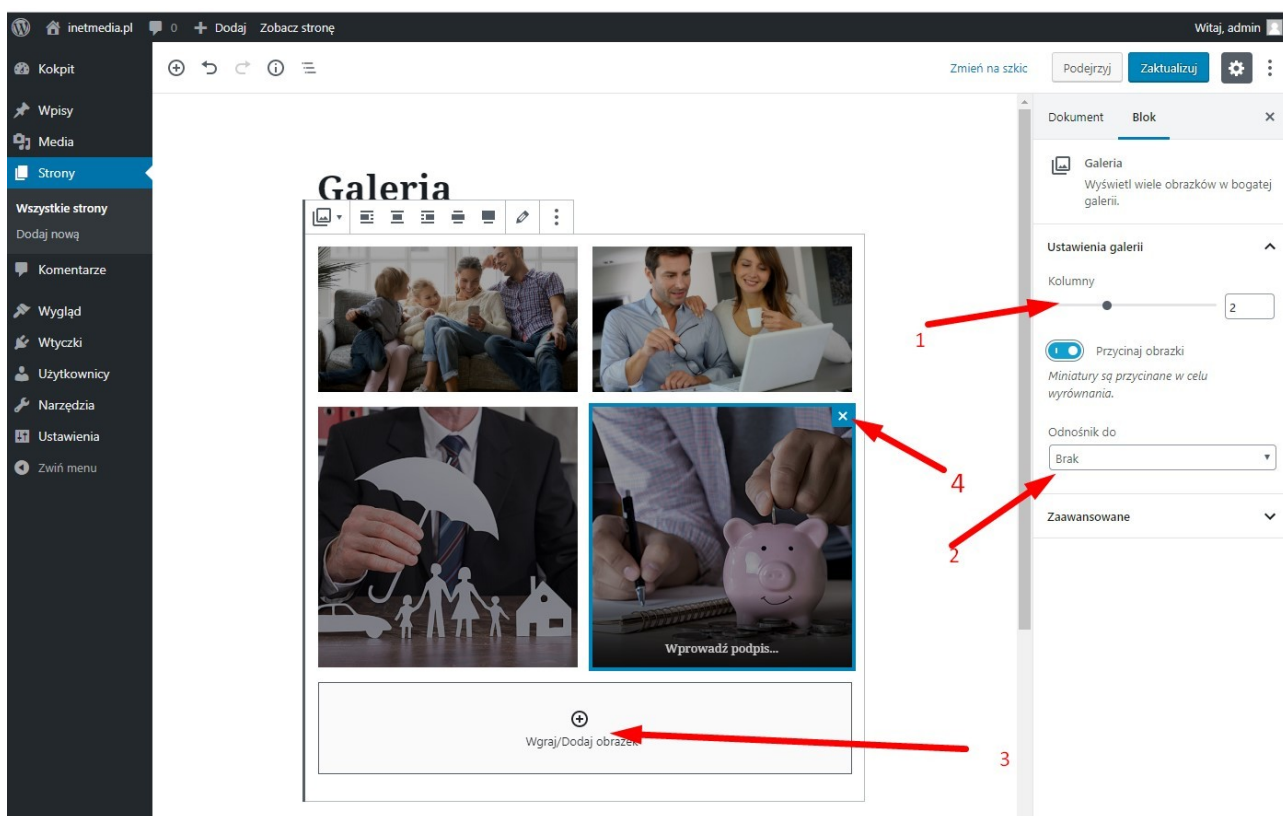 inetmedia.pl 0 Dodaj Zobacz stronę Witaj, admin
Kokpit
Wpisy
Media
Strony
Wszystkie strony
Dodaj nową
Komentarze
Wygląd
Wtyczki
Użytkownicy
Narzędzia
Ustawienia
Zwiń menu
Zmień na szkic Podejrzyj Zaktualizuj
Galeria
Wprowadź podpis...
Wgraj/Dodaj obrazek
Dokument Blok
Galeria
Wyświetl wiele obrazków w bogatej
galerii.
Ustawienia galerii
Kolumny
2
Przycinaj obrazki
Miniatury są przycinane w celu
wyrównania.
Odnośnik do
Brak
Zaawansowane
1
4
2
3